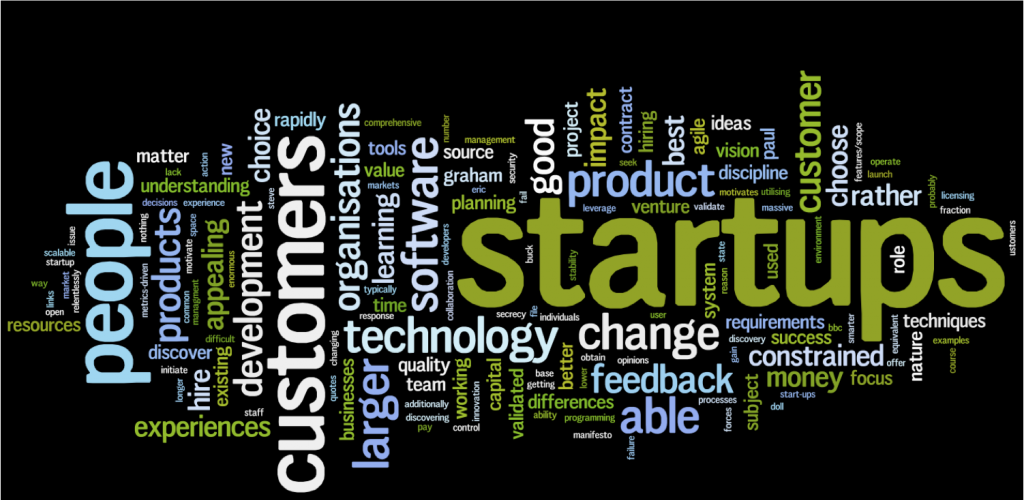 startups
customers
people
software
technology
change
product
customer
feedback
larger
able
good
organisations
development
products
experiences
constrained
learning
choice
rapidly
matter
understanding
new
action
lack
tools
value
markets
comprehensive
number
management
source
graham
eric
security
planning
fail
project
impact
contract
hiring
seek
best
agile
ideas
vision
paul
discipline
motivates
utilising
massive
leverage
venture
validate
choose
features/scope
rather
operate
launch
probably
licensing
fraction
ustomers
role
environment
used
state
reason
system
stability
buck
developers
collaboration
steve
decisions
experience
nothing
motivate
space
appealing
enormous
issue
scalable
startup
market
relentlessly
metrics-driven
common
managment
way
links
open
resources
discover
difficult
initiate
longer
hire
existing
staff
typically
time
response
changing
quotes
businesses
quality
team
additionally
discovering
pay
working
control
innovation
capital
validated
secrecy
file
individuals
base
getting
better
lower
obtain
opinions
user
differences
ability
programming
manifesto
failure
processes
forces
subject
requirements
discovery
gain
success
bbc
smarter
equivalent
offer
nature
techniques
examples
course
money
focus
start-ups
doll